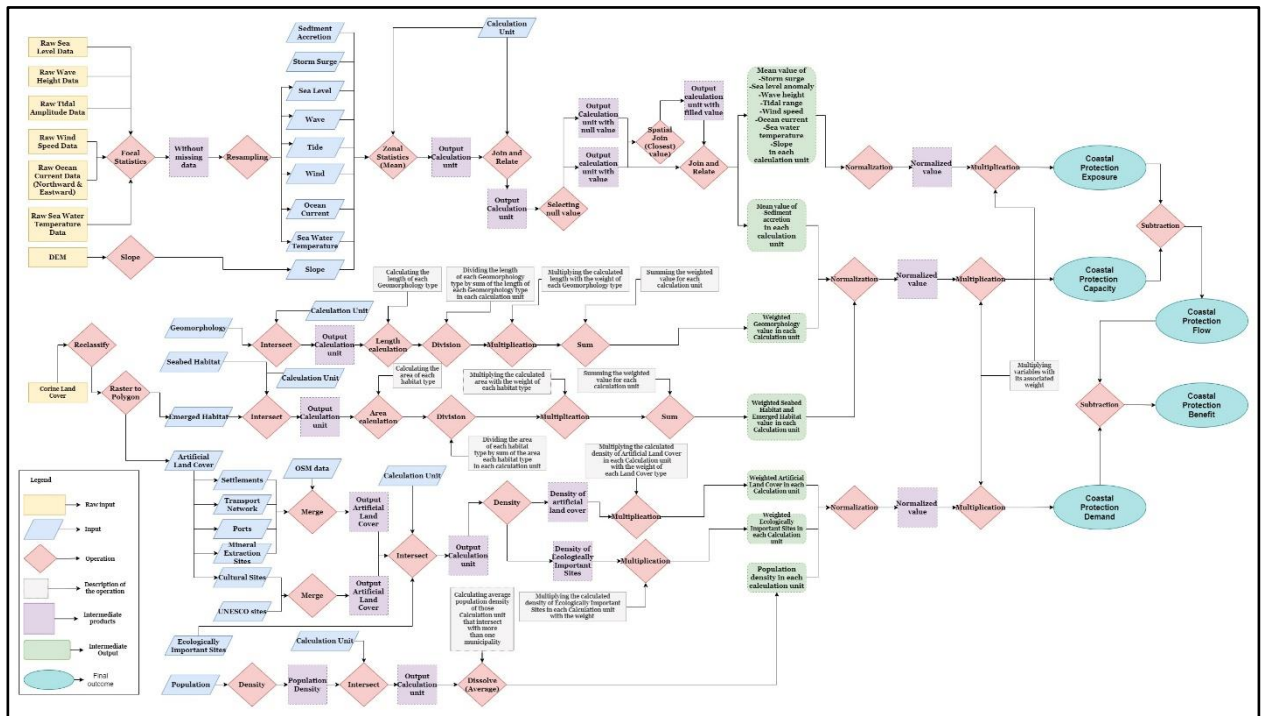 Raw Sea
Level Data
Raw Wave
Height Data
Raw Tidal
Amplitude Data
Raw Wind
Speed Data
Raw Ocean
Current Data
(Northward &
Eastward)
Raw Sea Water
Temperature
Data
DEM
Focal
Statistics
Slope
Without
missing
data
Resampling
Sediment
Accretion
Storm Surge
Sea Level
Wave
Tide
Wind
Ocean
Current
Sea Water
Temperature
Slope
Calculation
Unit
Zonal
Statistics
(Mean)
Output
Calculation
unit
Join and
Relate
Output
Calculation
unit
Selecting
null value
Output
Calculation
unit with
null value
Output
calculation
unit with
value
Spatial
Join
(Closest)
value)
Output
calculation
unit with
filled value
Join and
Relate
Mean value of
-Storm surge
-Sea level anomaly
-Wave height
-Tidal range
-Wind speed
-Ocean current
-Sea water
temperature
-Slope
in each
calculation unit
Mean value of
Sediment
accretion
in each
calculation unit
Normalization
Normalized
value
Multiplication
Coastal
Protection
Exposure
Subtraction
Normalization
Normalized
value
Multiplication
Coastal
Protection
Capacity
Coastal
Protection
Flow
Multiplying
variables with
its associated
weight
Subtraction
Coastal
Protection
Benefit
Calculating the
length of each
Geomorphology type
Dividing the length
of each Geomorphology
type by sum of the length of
each Geomorphology type
in each calculation unit
Multiplying the calculated
length with the weight of
each Geomorphology type
Summing the weighted
value for each
calculation unit
Corine Land
Cover
Reclassify
Raster to
Polygon
Geomorphology
Calculation Unit
Intersect
Output
Calculation
unit
Length
calculation
Division
Multiplication
Sum
Weighted
Geomorphology value
in each Calculation
unit
Seabed Habitat
Calculation Unit
Emerged Habitat
Intersect
Output
Calculation
unit
Calculating the
area of each
habitat type
Area
calculation
Division
Dividing the area
of each habitat
type by sum of the area
each habitat type
in each calculation unit
Multiplying the calculated
area with the weight of
each habitat type
Multiplication
Summing the weighted
value for each
calculation unit
Sum
Weighted Seabed
Habitat and
Emerged Habitat
value in each
Calculation unit
Artificial
Land Cover
Settlements
Transport
Network
Ports
Mineral
Extraction
Sites
Cultural Sites
UNESCO sites
Ecologically
Important Sites
OSM data
Merge
Output
Artificial
Land
Cover
Merge
Output
Artificial
Land
Cover
Calculation Unit
Intersect
Output
Calculation
unit
Density
Density of
artificial
land cover
Multiplying the calculated
density of Artificial Land Cover
in each Calculation unit
with the weight of
each Land Cover type
Multiplication
Density of
Ecologically
Important
Sites
Multiplication
Multiplying the calculated
density of Ecologically Important
Sites in each Calculation unit
with the weight
Weighted Artificial
Land Cover in each
Calculation unit
Weighted
Ecologically
Important Sites in
each Calculation
unit
Population
density in each
calculation unit
Normalization
Normalized
value
Multiplication
Coastal
Protection
Demand
Population
Density
Population
Density
Calculation Unit
Intersect
Output
Calculation
unit
Calculating average
population density
of those
Calculation unit
that intersect
with more
than one
municipality
Dissolve
(Average)
Legend
Raw input
Input
Operation
Description of
the operation
Intermediate
products
Intermediate
Output
Final
outcome